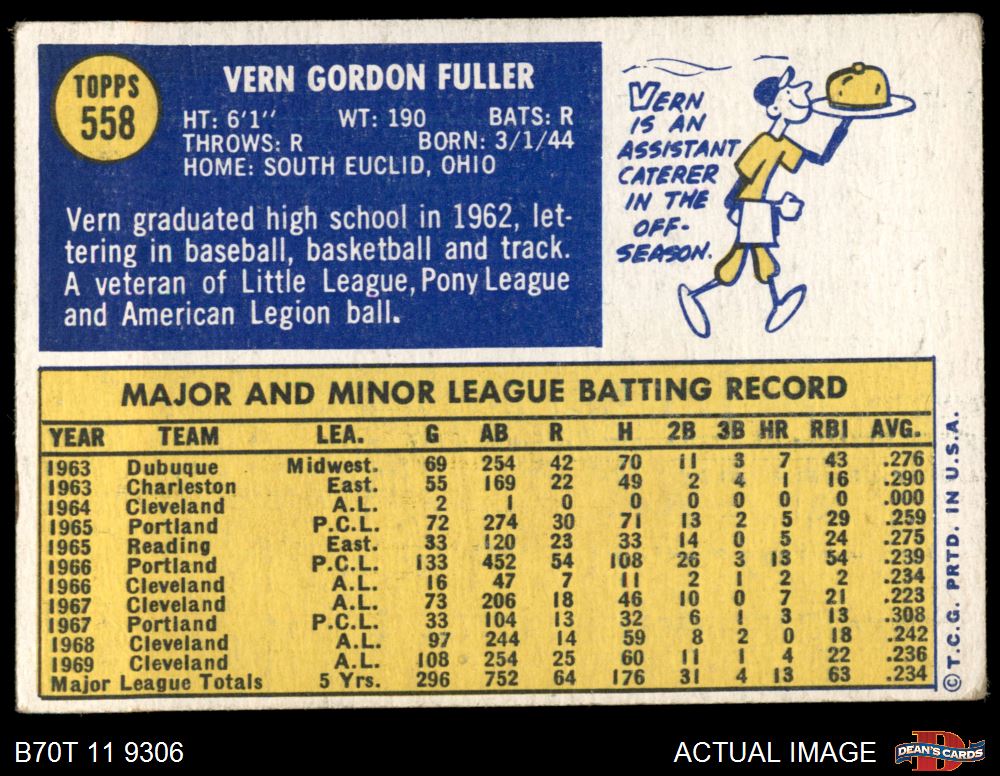 TOPPS
558
VERN GORDON FULLER
HT: 6'1" WT: 190 BATS: R
THROWS: R BORN: 3/1/44
HOME: SOUTH EUCLID, OHIO
Vern graduated high school in 1962, let-
tering in baseball, basketball and track.
A veteran of Little League, Pony League
and American Legion ball.
VERN
IS AN
ASSISTANT
CATERER
IN THE
OFF-
SEASON.
MAJOR AND MINOR LEAGUE BATTING RECORD
YEAR TEAM LEA. G AB R H 2B 3B HR RBI AVG.
1963 Dubuque Midwest. 69 254 42 70 11 3 7 43 .276
1963 Charleston East. 55 169 22 49 2 4 1 16 .290
1964 Cleveland A.L. 2 1 0 0 0 0 0 0 .000
1965 Portland P.C.L. 72 274 30 71 13 2 5 29 .259
1965 Reading East. 33 120 23 33 14 0 5 24 .275
1966 Portland P.C.L. 133 452 54 108 26 3 13 54 .239
1966 Cleveland A.L. 16 47 7 11 2 1 2 2 .234
1967 Cleveland A.L. 73 206 18 46 10 0 7 21 .223
1967 Portland P.C.L. 33 104 13 32 6 1 3 13 .308
1968 Cleveland A.L. 97 244 14 59 8 2 0 18 .242
1969 Cleveland A.L. 108 254 25 60 11 1 4 22 .236
Major League Totals 5 Yrs. 296 752 64 176 31 4 13 63 .234
© T.C.G. PRTD. IN U.S.A.
B70T 11 9306
ACTUAL IMAGE
DEAN'S CARDS